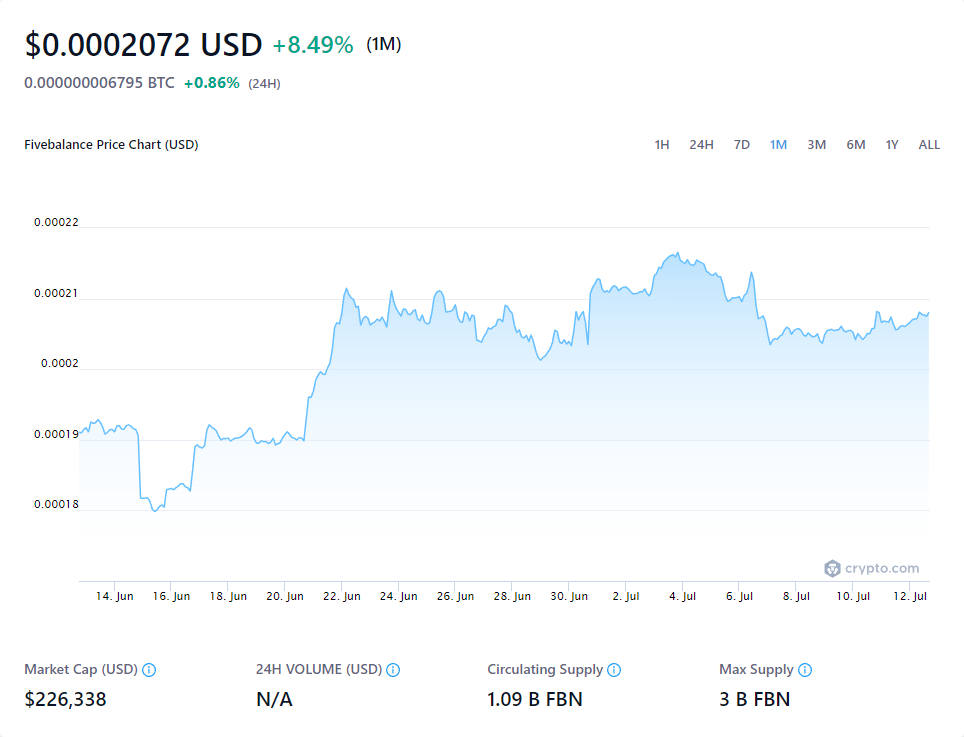 $0.0002072 USD +8.49% (1M)
0.000000006795 BTC +0.86% (24H)
Fivebalance Price Chart (USD) 1H 24H 7D 1M 3M 6M 1Y ALL
0.00022
0.00021
0.0002
0.00019
0.00018
crypto.com
14. Jun 16. Jun 18. Jun 20. Jun 22. Jun 24. Jun 26. Jun 28. Jun 30. Jun 2. Jul 4. Jul 6. Jul 8. Jul 10. Jul 12. Jul
Market Cap (USD) 24H VOLUME (USD) Circulating Supply Max Supply
$226,338 N/A 1.09 B FBN 3 B FBN